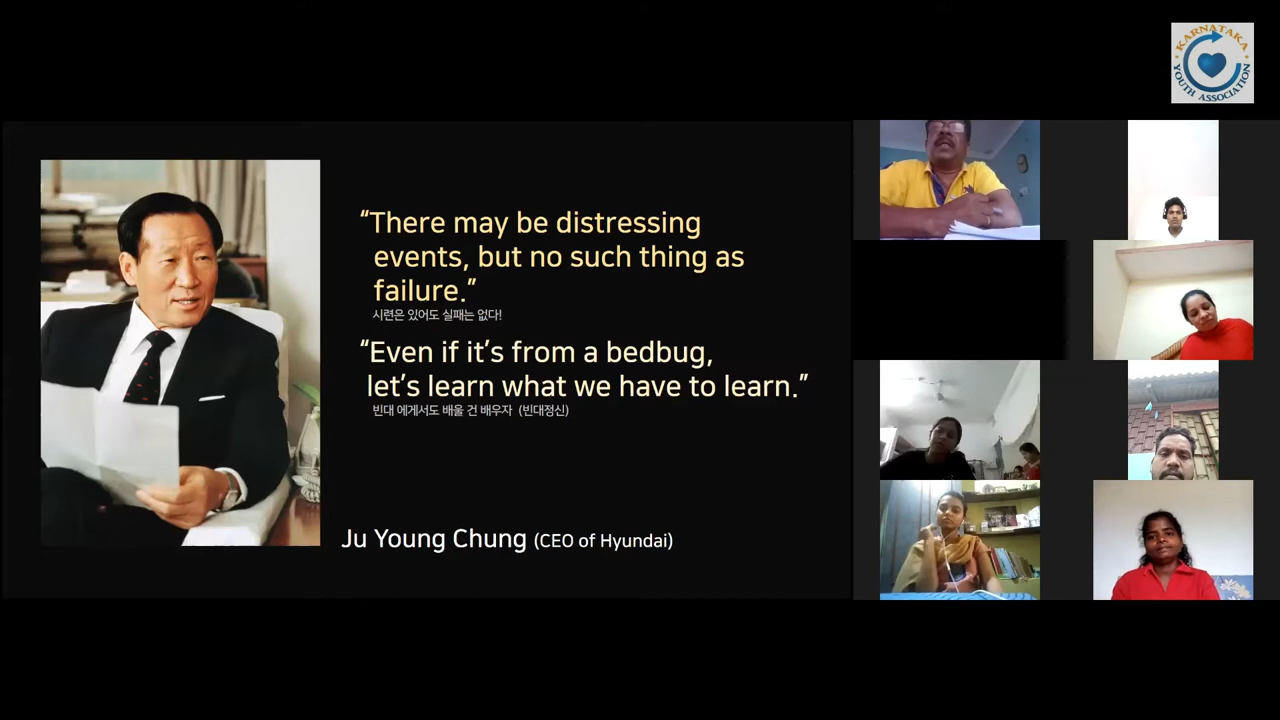 KARNATAKA
YOUTH ASSOCIATION
“There may be distressing
events, but no such thing as
failure.”
시련은 있어도 실패는 없다!
“Even if it’s from a bedbug,
let’s learn what we have to learn.”
빈대 에게서도 배울 건 배우자 (빈대정신)
Ju Young Chung (CEO of Hyundai)